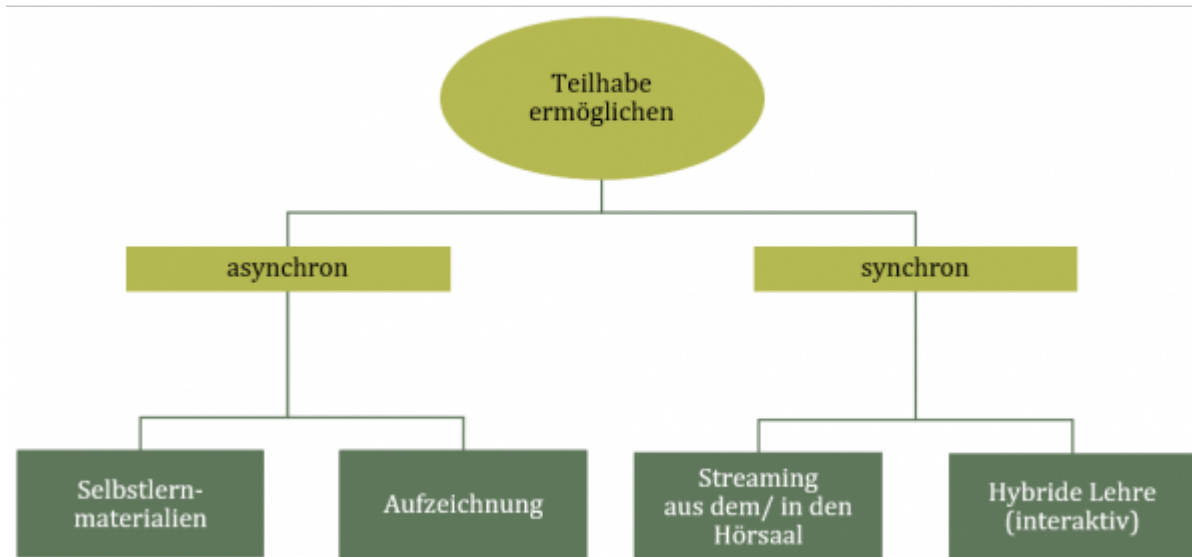 Teilhabe
ermöglichen
asynchron
synchron
Selbstlern-
materialien
Aufzeichnung
Streaming
aus dem/ in den
Hörsaal
Hybride Lehre
(interaktiv)